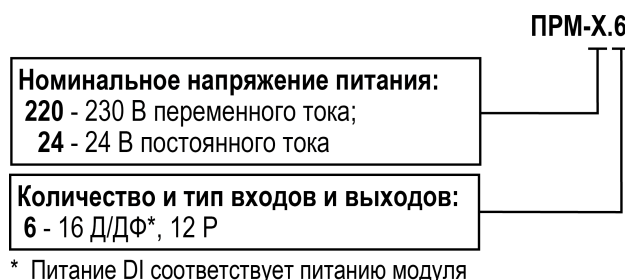 ПРМ-Х.6
Номинальное напряжение питания:
220 - 230 В переменного тока;
24 - 24 В постоянного тока
Количество и тип входов и выходов:
6 - 16 Д/ДФ*, 12 Р
* Питание DI соответствует питанию модуля